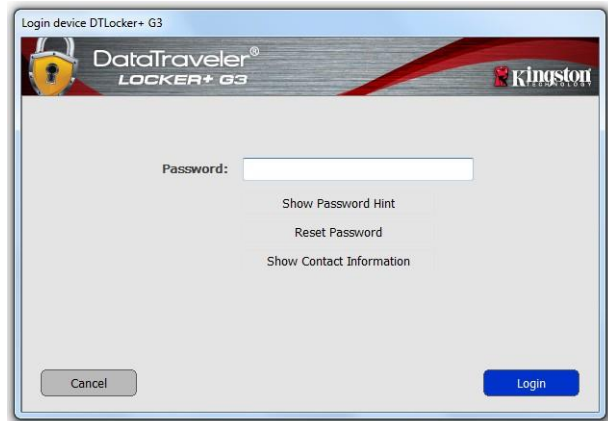 Login device DTLocker+ G3
DataTraveler®
LOCKER+ G3
Kingston
TECHNOLOGY
Password:
Show Password Hint
Reset Password
Show Contact Information
Cancel
Login